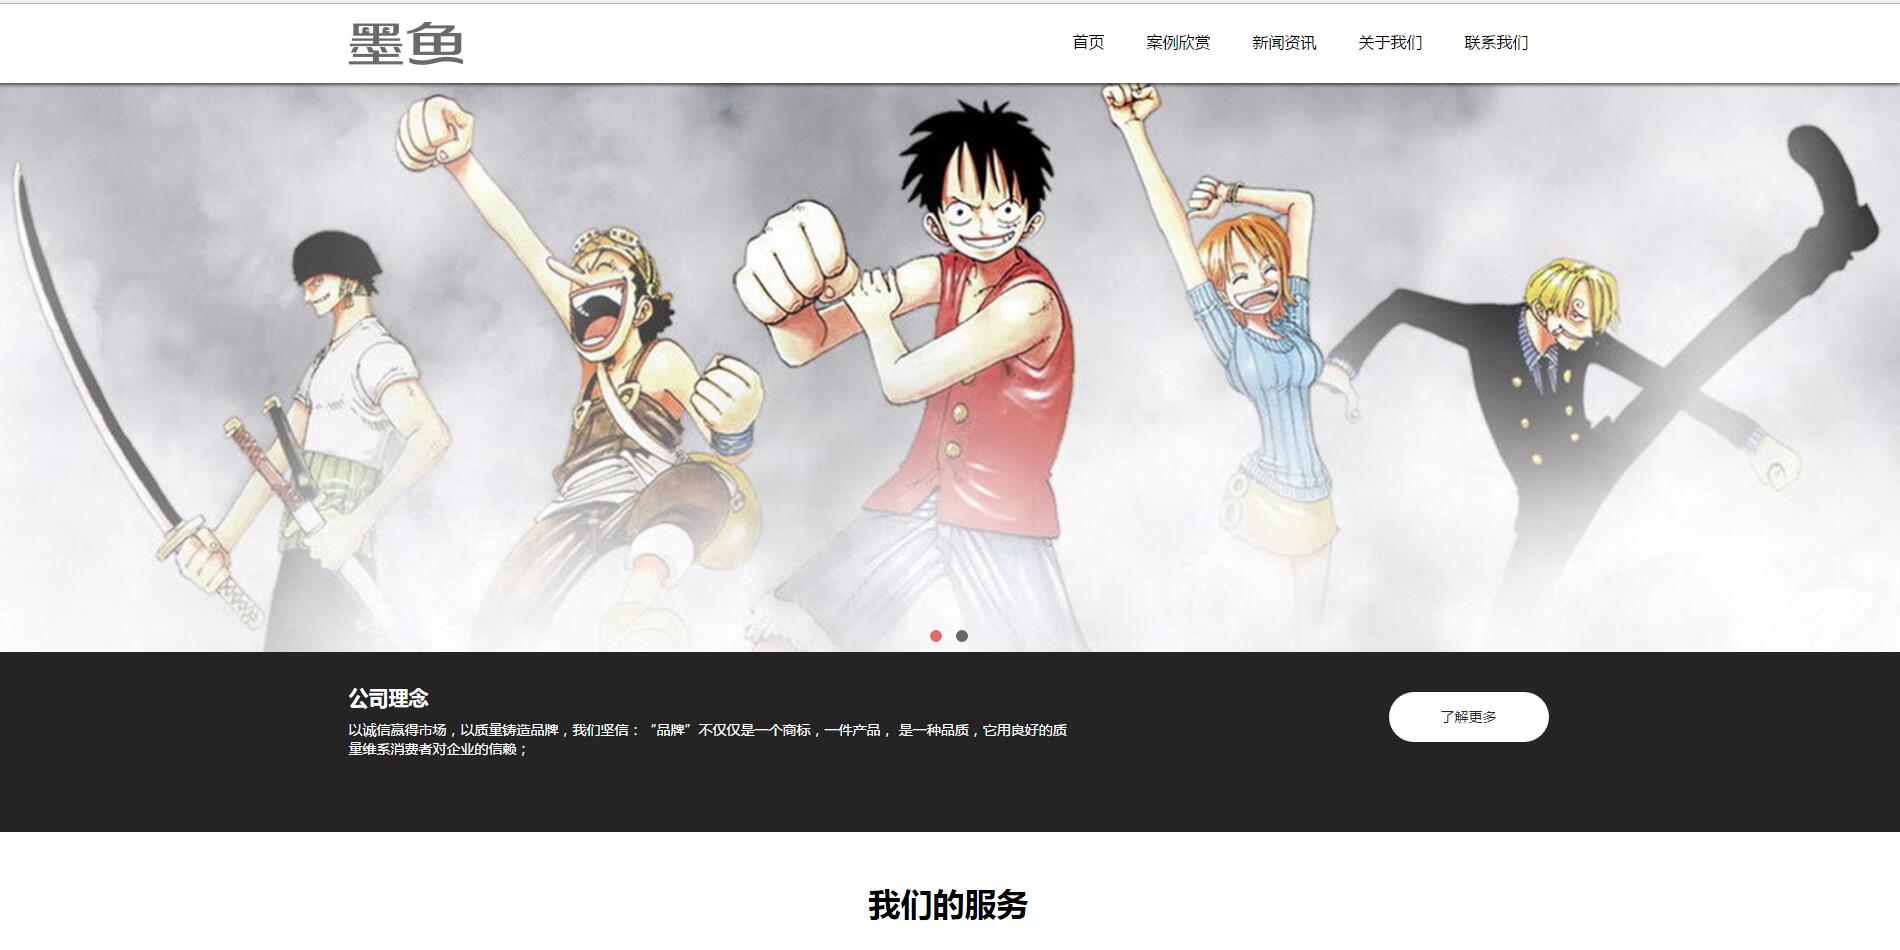 墨鱼
首页 案例欣赏 新闻资讯 关于我们 联系我们
公司理念
以诚信赢得市场，以质量铸造品牌，我们坚信：“品牌”不仅仅是一个商标，一件产品， 是一种品质，它用良好的质
量维系消费者对企业的信赖；
了解更多
我们的服务